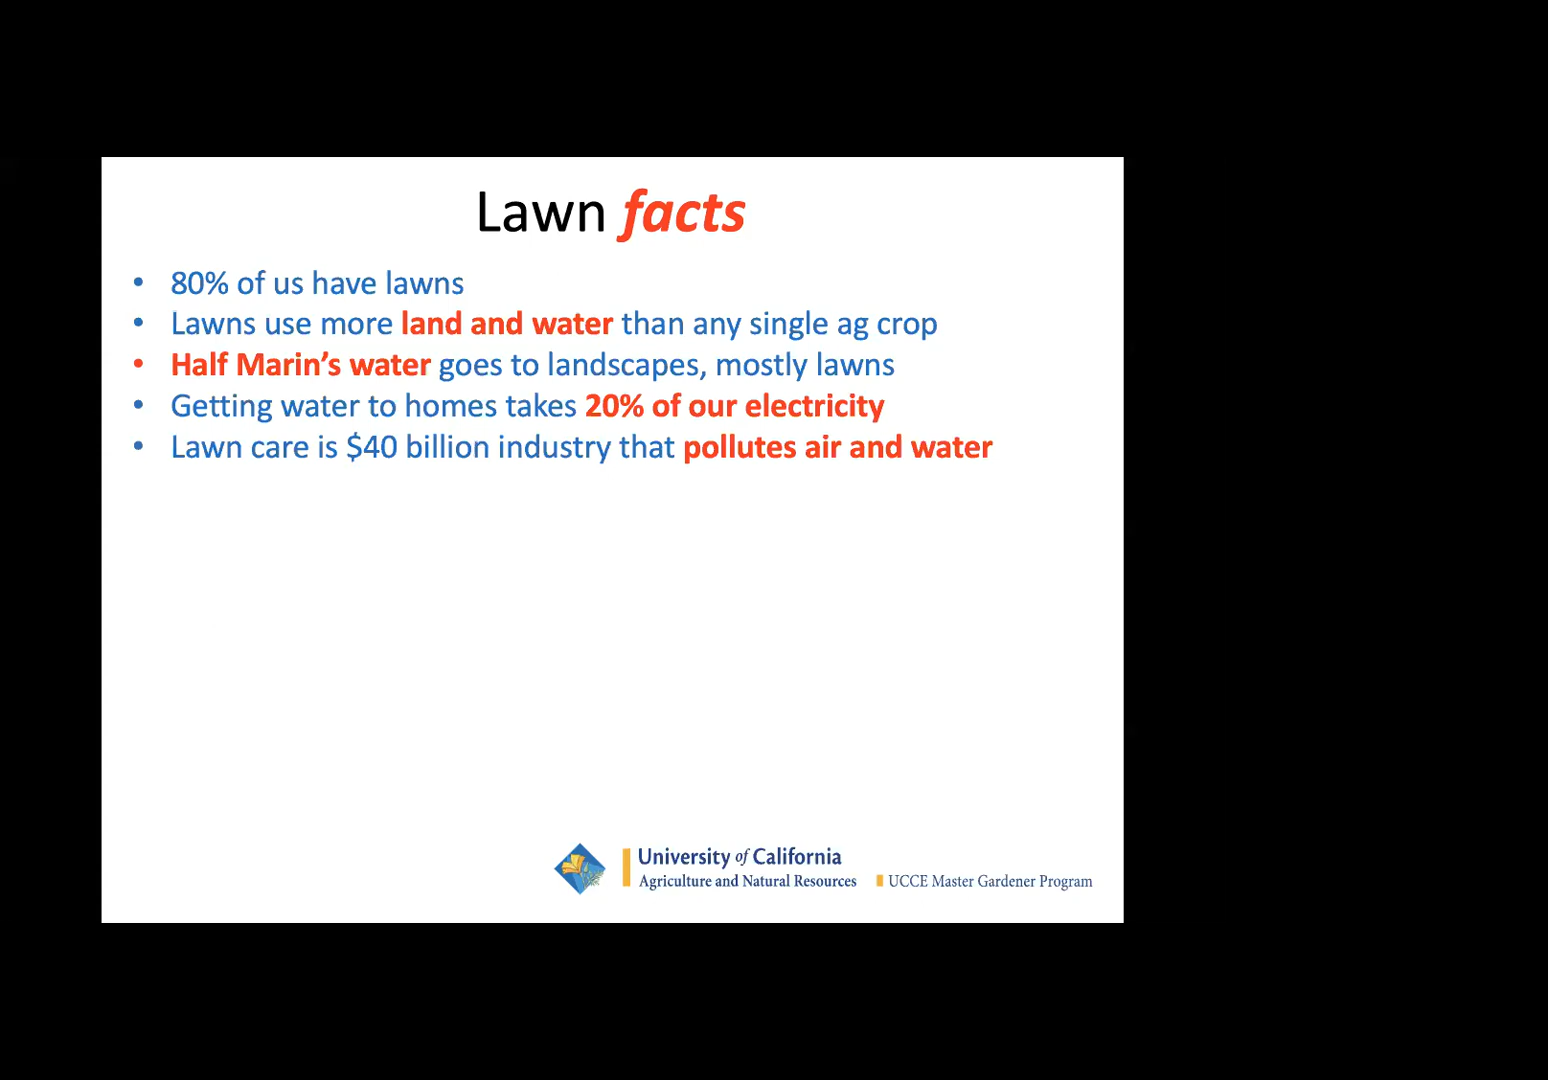 Lawn facts
• 80% of us have lawns
• Lawns use more land and water than any single ag crop
• Half Marin’s water goes to landscapes, mostly lawns
• Getting water to homes takes 20% of our electricity
• Lawn care is $40 billion industry that pollutes air and water
University of California
Agriculture and Natural Resources
UCCE Master Gardener Program